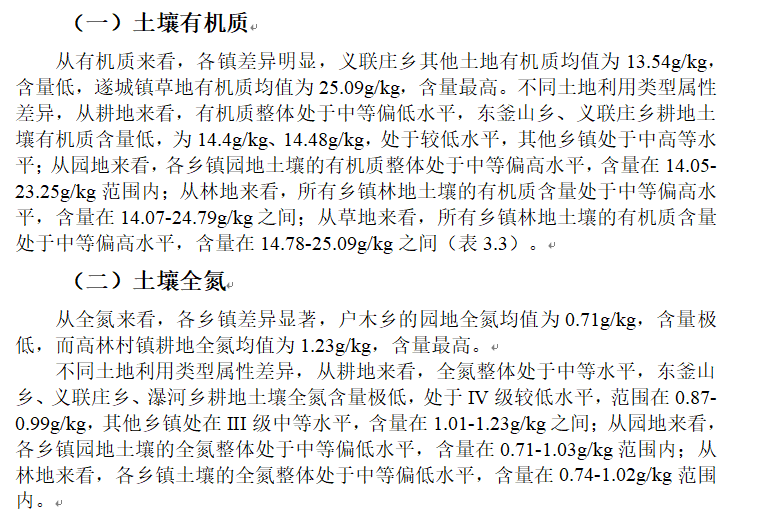 （一）土壤有机质
从有机质来看，各镇差异明显，义联庄乡其他土地有机质均值为 13.54g/kg，
含量低，遂城镇草地有机质均值为 25.09g/kg，含量最高。不同土地利用类型属性
差异，从耕地来看，有机质整体处于中等偏低水平，东釜山乡、义联庄乡耕地土
壤有机质含量低，为 14.4g/kg、14.48g/kg，处于较低水平，其他乡镇处于中高等水
平；从园地来看，各乡镇园地土壤的有机质整体处于中等偏高水平，含量在 14.05-
23.25g/kg 范围内；从林地来看，所有乡镇林地土壤的有机质含量处于中等偏高水
平，含量在 14.07-24.79g/kg 之间；从草地来看，所有乡镇林地土壤的有机质含量
处于中等偏高水平，含量在 14.78-25.09g/kg 之间（表 3.3）。
（二）土壤全氮
从全氮来看，各乡镇差异显著，户木乡的园地全氮均值为 0.71g/kg，含量极
低，而高林村镇耕地全氮均值为 1.23g/kg，含量最高。
不同土地利用类型属性差异，从耕地来看，全氮整体处于中等水平，东釜山
乡、义联庄乡、瀑河乡耕地土壤全氮含量极低，处于 IV 级较低水平，范围在 0.87-
0.99g/kg，其他乡镇处在 III 级中等水平，含量在 1.01-1.23g/kg 之间；从园地来看，
各乡镇园地土壤的全氮整体处于中等偏低水平，含量在 0.71-1.03g/kg 范围内；从
林地来看，各乡镇土壤的全氮整体处于中等偏低水平，含量在 0.74-1.02g/kg 范围
内。